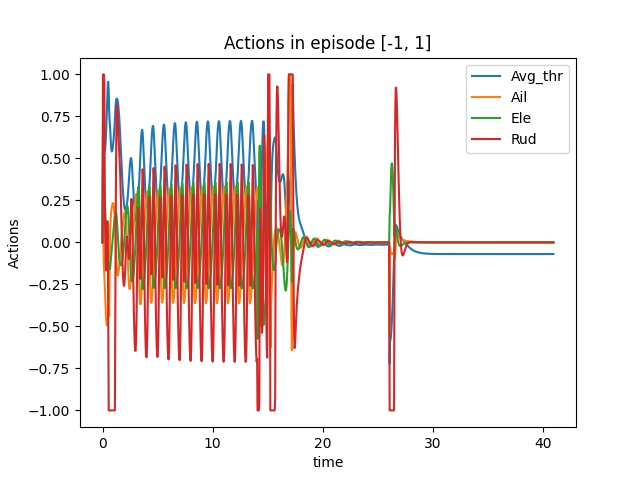 Actions in episode [-1, 1]
Avg_thr
Ail
Ele
Rud
1.00
0.75
0.50
0.25
0.00
−0.25
−0.50
−0.75
−1.00
Actions
0 10 20 30 40
time